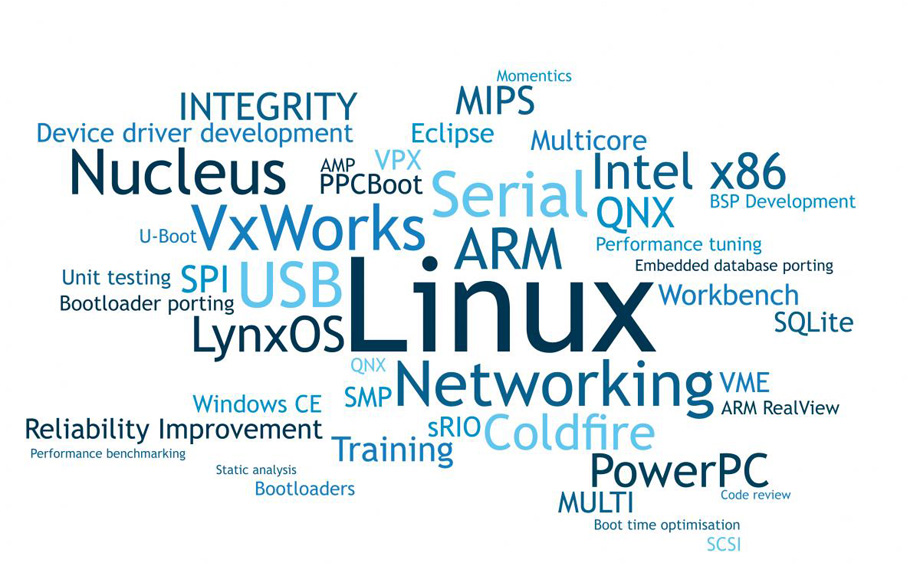 Momentics
INTEGRITY
MIPS
Device driver development
Eclipse
Multicore
Nucleus
AMP
VPX
PPCBoot
Serial
Intel x86
BSP Development
QNX
U-Boot
VxWorks
ARM
Performance tuning
Embedded database porting
Unit testing
SPI
USB
Linux
Workbench
Bootloader porting
SQLite
LynxOS
QNX
Networking
VME
Windows CE
SMP
ARM RealView
Reliability Improvement
sRIO
Coldfire
Performance benchmarking
Training
Static analysis
PowerPC
Bootloaders
Code review
MULTI
Boot time optimisation
SCSI